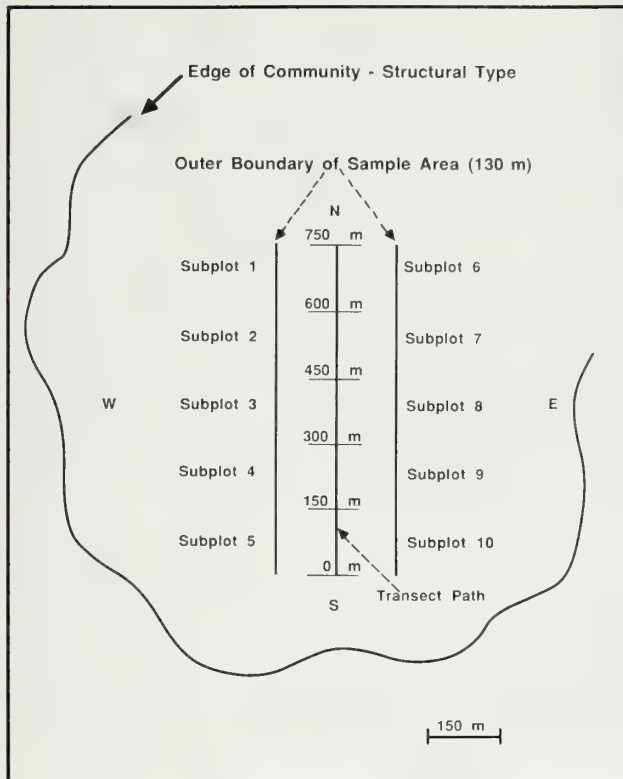 Edge of Community - Structural Type
Outer Boundary of Sample Area (130 m)
N
750 m
Subplot 1
Subplot 6
600 m
Subplot 2
Subplot 7
450 m
W
Subplot 3
Subplot 8
E
300 m
Subplot 4
Subplot 9
150 m
Subplot 5
Subplot 10
0 m
Transect Path
S
150 m